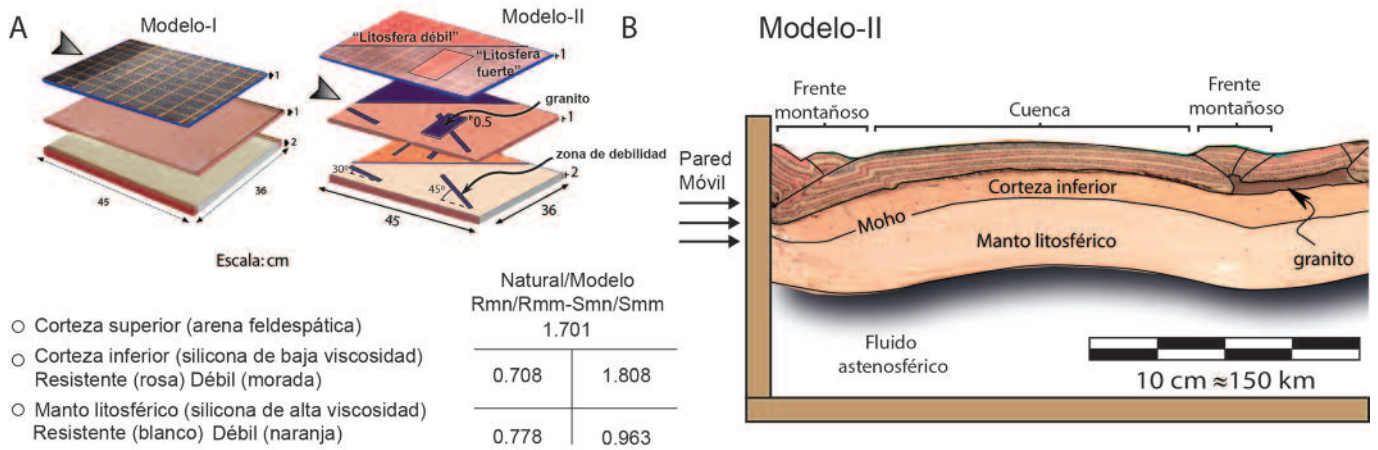 A
Modelo-I
Modelo-II
1
1
2
45
36
"Litosfera débil"
"Litosfera
fuerte"
1
granito
0.5
1
zona de debilidad
30º
45º
2
45
36
Escala: cm
Natural/Modelo
Rmn/Rmm-Smn/Smm
Corteza superior (arena feldespática)
1.701
Corteza inferior (silicona de baja viscosidad)
Resistente (rosa) Débil (morada)
0.708
1.808
Manto litosférico (silicona de alta viscosidad)
Resistente (blanco) Débil (naranja)
0.778
0.963
B
Modelo-II
Frente
montañoso
Cuenca
Frente
montañoso
Pared
Móvil
Corteza inferior
Moho
Manto litosférico
granito
Fluido
astenosférico
10 cm ≈150 km